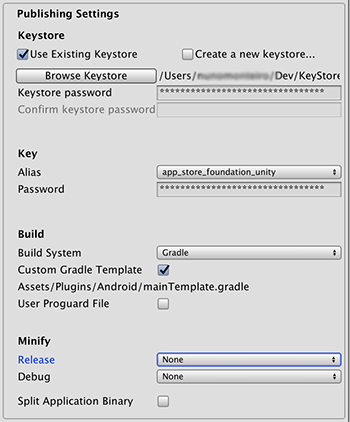 Publishing Settings
Keystore
Use Existing Keystore Create a new keystore...
Browse Keystore /Users/ /Dev/KeyStore
Keystore password ********************************
Confirm keystore password
Key
Alias app_store_foundation_unity
Password ********************************
Build
Build System Gradle
Custom Gradle Template
Assets/Plugins/Android/mainTemplate.gradle
User Proguard File
Minify
Release None
Debug None
Split Application Binary